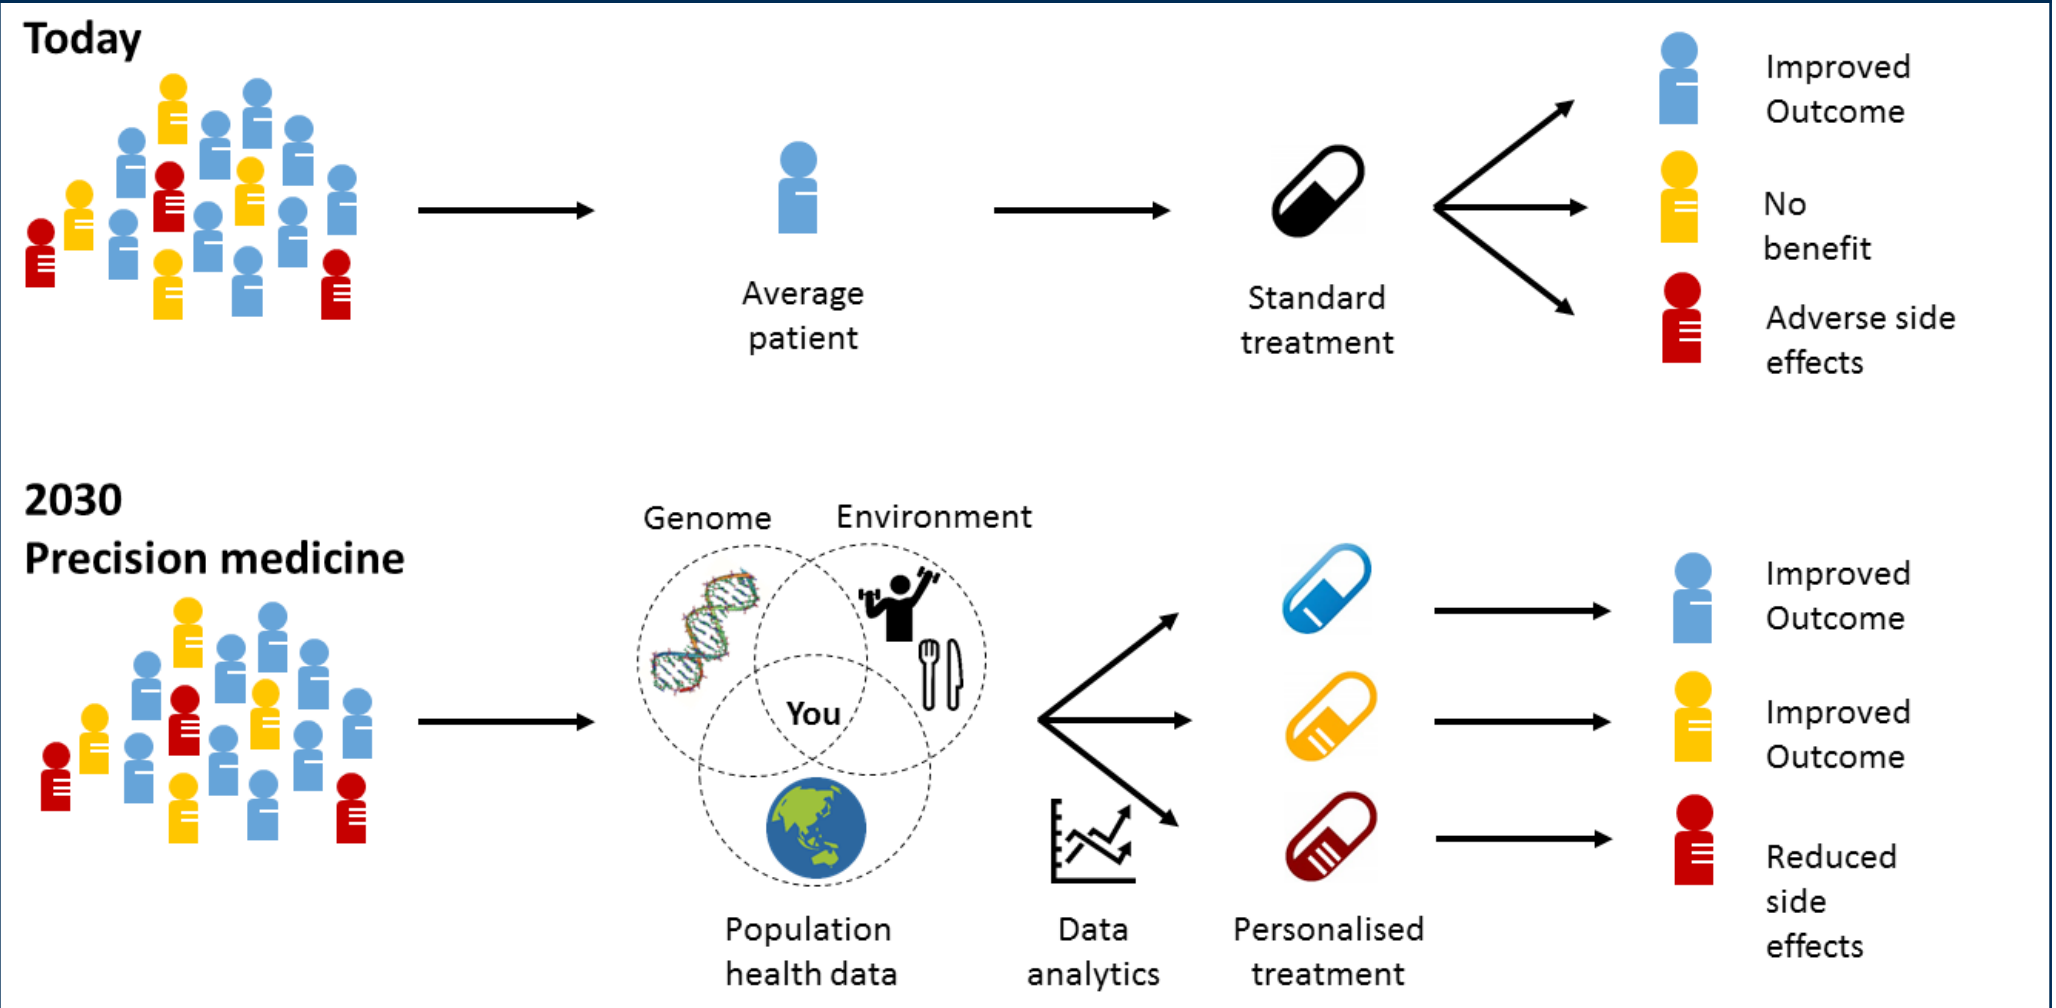 Today
Average
patient
Standard
treatment
Improved
Outcome
No
benefit
Adverse side
effects
2030
Precision medicine
Genome
Environment
You
Population
health data
Data
analytics
Personalised
treatment
Improved
Outcome
Improved
Outcome
Reduced
side
effects